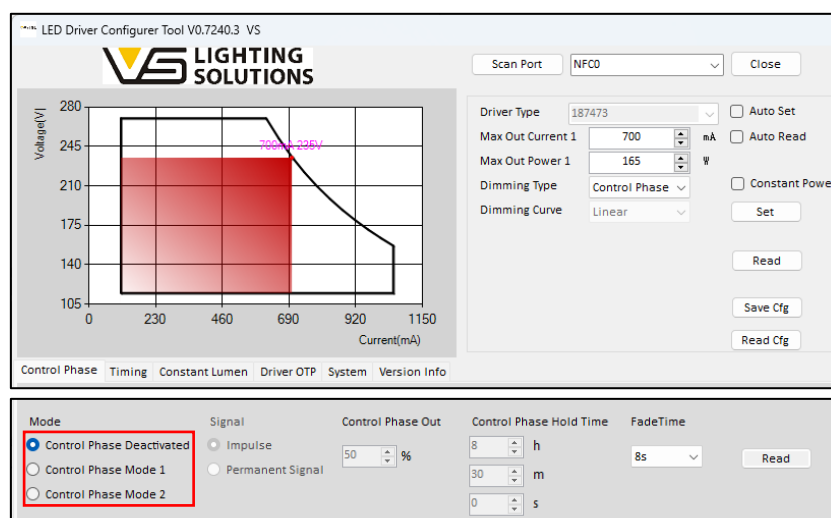 LED Driver Configurer Tool V0.7240.3 VS
VS LIGHTING SOLUTIONS
Scan Port NFC0 Close
Voltage[V]
280
245
210
175
140
105
0 230 460 690 920 1150
Current(mA)
700mA 235V
Driver Type 187473 Auto Set
Max Out Current 1 700 mA Auto Read
Max Out Power 1 165 W
Dimming Type Control Phase Constant Powe
Dimming Curve Linear Set
Read
Save Cfg
Read Cfg
Control Phase Timing Constant Lumen Driver OTP System Version Info
Mode Signal Control Phase Out Control Phase Hold Time FadeTime
Control Phase Deactivated Impulse 50 % 8 h 8s Read
Control Phase Mode 1 Permanent Signal 30 m
Control Phase Mode 2 0 s